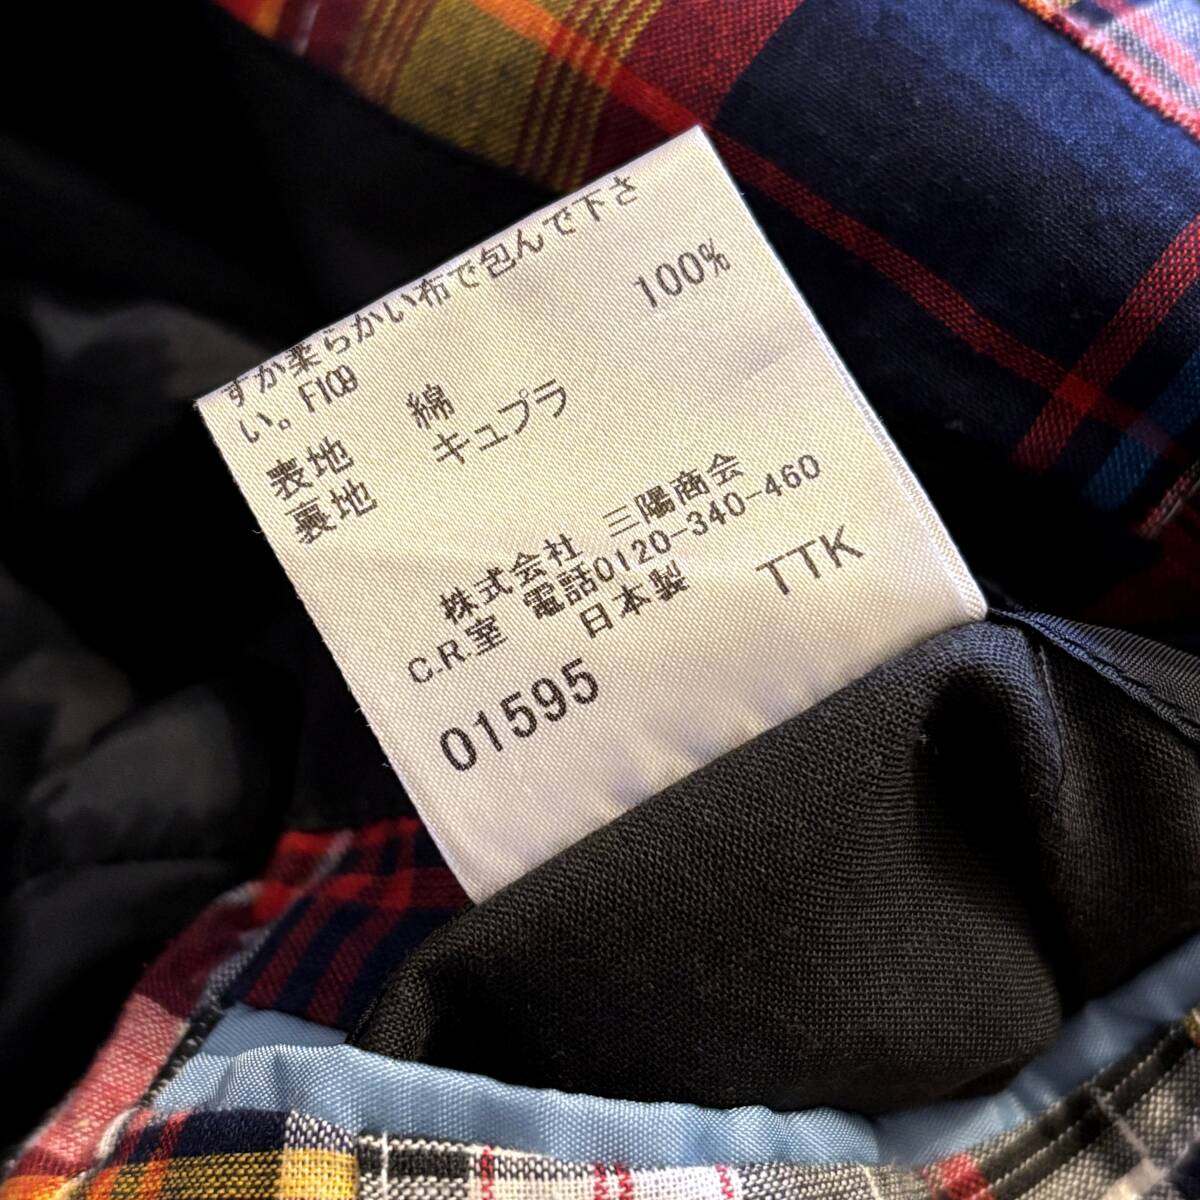 すか柔らかい布で包んで下さ
い。F109
表地 綿 100%
裏地 キュプラ
株式会社 三陽商会
C.R室 電話0120-340-460
日本製 TTK
01595